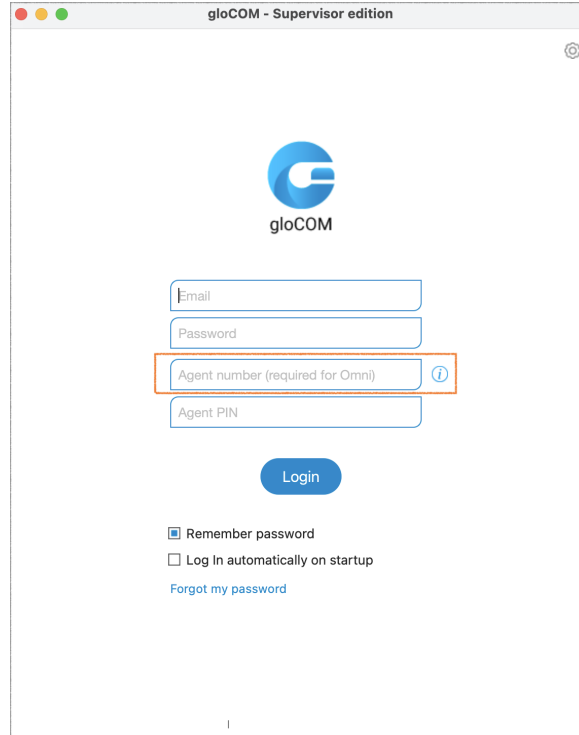 gloCOM - Supervisor edition
gloCOM
Email
Password
Agent number (required for Omni)
Agent PIN
Login
Remember password
Log In automatically on startup
Forgot my password